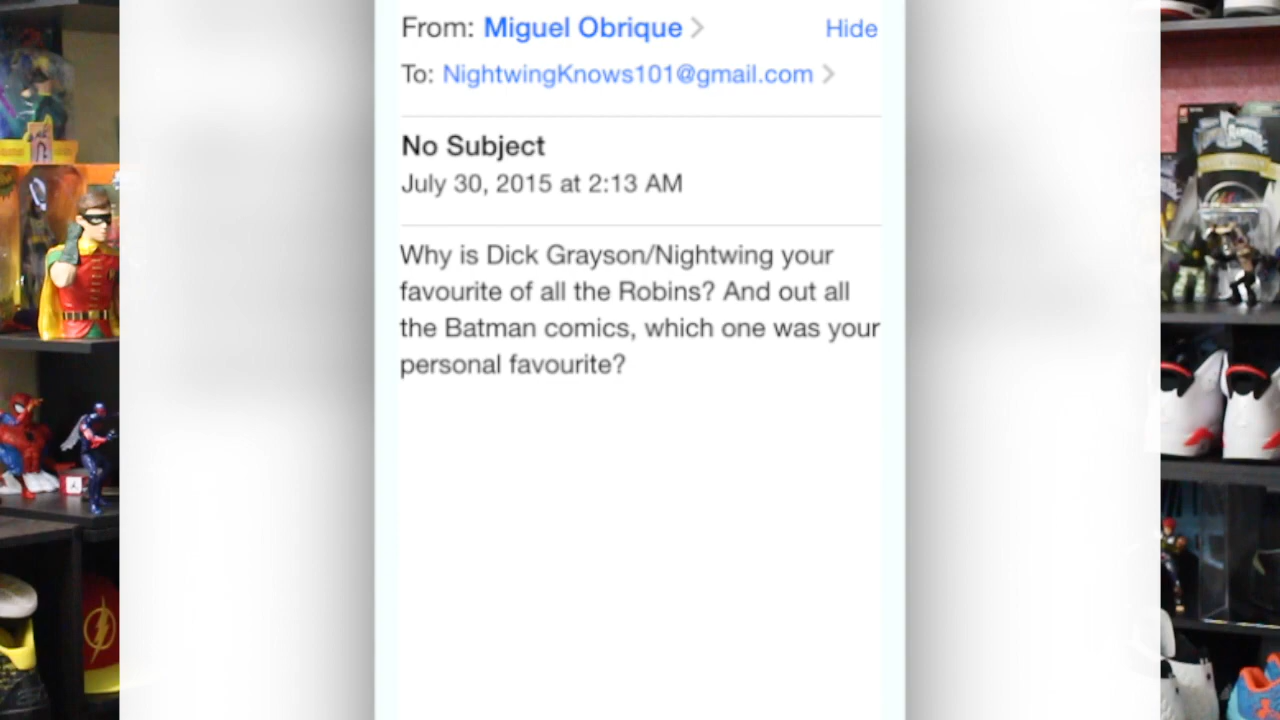 From: Miguel Obrique
Hide
To: NightwingKnows101@gmail.com
No Subject
July 30, 2015 at 2:13 AM
Why is Dick Grayson/Nightwing your
favourite of all the Robins? And out all
the Batman comics, which one was your
personal favourite?